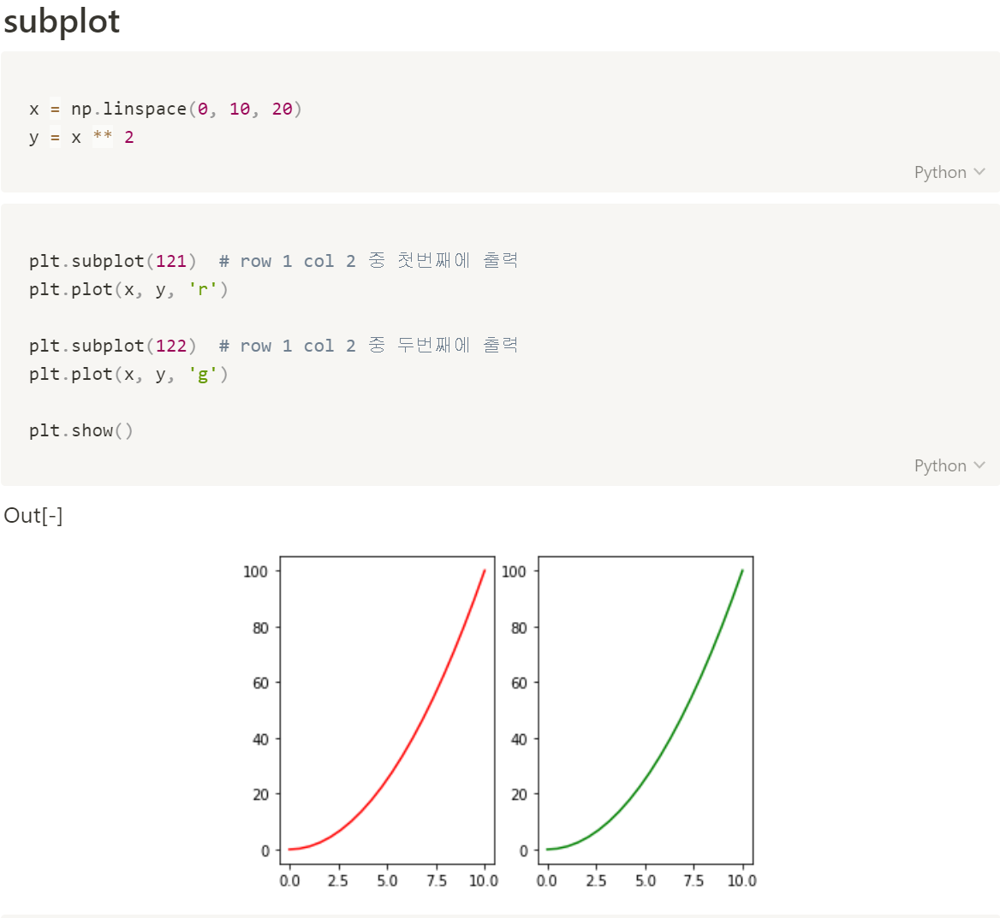 subplot
x = np.linspace(0, 10, 20)
y = x ** 2
Python
plt.subplot(121)  # row 1 col 2 중 첫번째에 출력
plt.plot(x, y, 'r')
plt.subplot(122)  # row 1 col 2 중 두번째에 출력
plt.plot(x, y, 'g')
plt.show()
Python
Out[-]
100
80
60
40
20
0
0.0 2.5 5.0 7.5 10.0
100
80
60
40
20
0
0.0 2.5 5.0 7.5 10.0